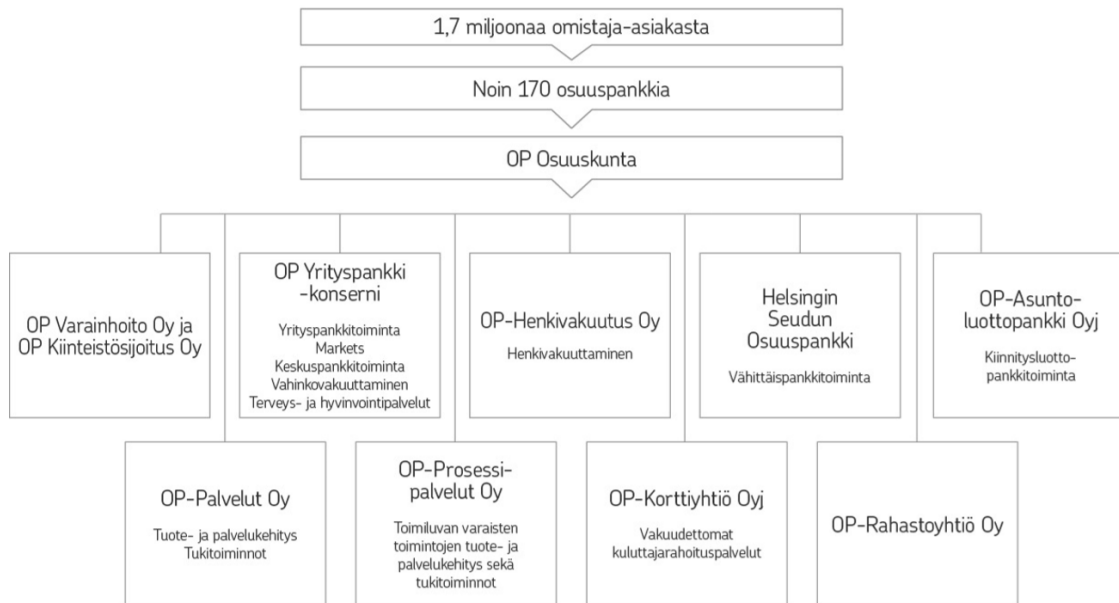 1,7 miljoonaa omistaja-asiakasta
Noin 170 osuuspankkia
OP Osuuskunta
OP Varainhoito Oy ja
OP Kiinteistösijoitus Oy
OP Yrityspankki
-konserni
Yrityspankkitoiminta
Markets
Keskuspankkitoiminta
Vahinkovakuuttaminen
Terveys- ja hyvinvointipalvelut
OP-Henkivakuutus Oy
Henkivakuuttaminen
Helsingin
Seudun
Osuuspankki
Vähittäispankkitoiminta
OP-Asunto-
luottopankki Oyj
Kiinnitysluotto-
pankkitoiminta
OP-Palvelut Oy
Tuote- ja palvelukehitys
Tukitoiminnot
OP-Prosessi-
palvelut Oy
Toimiluvan varaisten
toimintojen tuote- ja
palvelukehitys sekä
tukitoiminnot
OP-Korttiyhtiö Oyj
Vakuudettomat
kuluttajarahoituspalvelut
OP-Rahastoyhtiö Oy